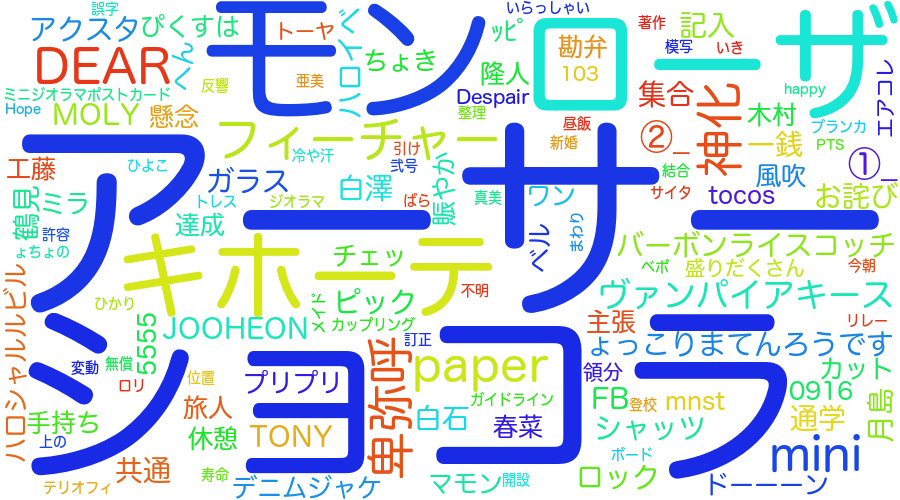 誤字
いらっしゃい
アクスタ
ぴくすは
トーヤ
ハロハイ
ッピ
勘弁
著作
記入
ザ
DEAR
へん
モン
ちょき
ロー
103
模写
いき
反響
亜美
隆人
Despair
集合
神化
happy
エアコレ
ミニジオラマポストカード
Hope
MOLY
懸念
整理
昼飯
②_
木村
ブランカ
フィーチャー
引け
新婚
一銭
PTS
工藤
ひよこ
冷や汗
弐号
サ
結合
風吹
①_
鶴見
ミラ
ガラス
白澤
賑やか
真美
ワン
サイタ
tocos
お詫び
許容
トレス
ジオラマ
ばら
アニー
達成
ベル
まわり
ょちょの
キホーテ
チェッ
バーボンライスコッチ
ベポ
盛りだくさん
今朝
ハロシャルルビル
ひかり
メイド
ピック
不明
ヴァンパイアキース
5555
JOOHEON
カップリング
主張
リレー
変動
無償
訂正
ょっこりまてんろうです
シヨコラ
卑弥呼
paper
ロリ
位置
プリプリ
領分
カット
手持ち
旅人
ガイドライン
FB
登校
mnst
0916
月島
上の
休憩
TONY
白石
春菜
シャッツ
通学
共通
寿命
ボード
mini
テリオフィ
デニムジャケ
マモン
開設
ロック
ドーーーン